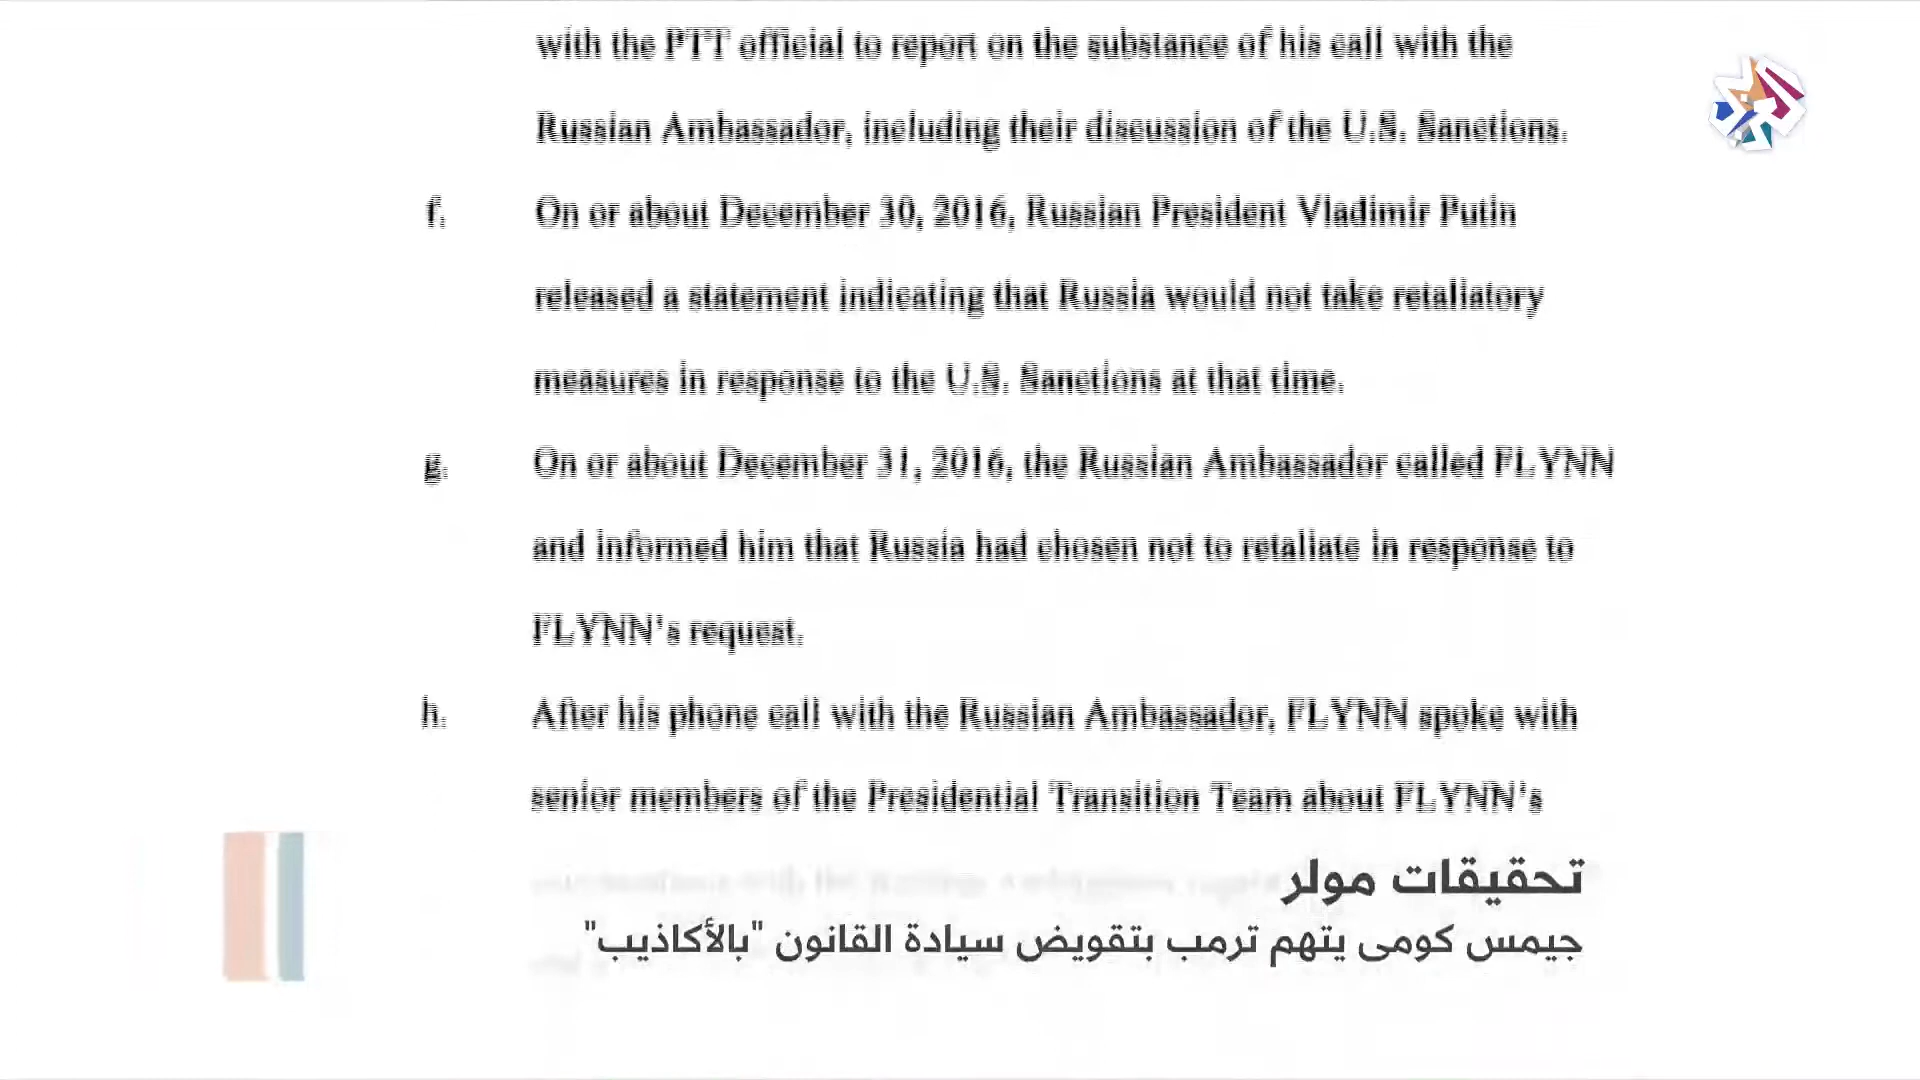 with the PTT official to report on the substance of his call with the
Russian Ambassador, including their discussion of the U.S. Sanctions.
f. On or about December 30, 2016, Russian President Vladimir Putin
released a statement indicating that Russia would not take retaliatory
measures in response to the U.S. Sanctions at that time.
g. On or about December 31, 2016, the Russian Ambassador called FLYNN
and informed him that Russia had chosen not to retaliate in response to
FLYNN's request.
h. After his phone call with the Russian Ambassador, FLYNN spoke with
senior members of the Presidential Transition Team about FLYNN's
تحقيقات مولر
جيمس كومى يتهم ترمب بتقويض سيادة القانون "بالأكاذيب"